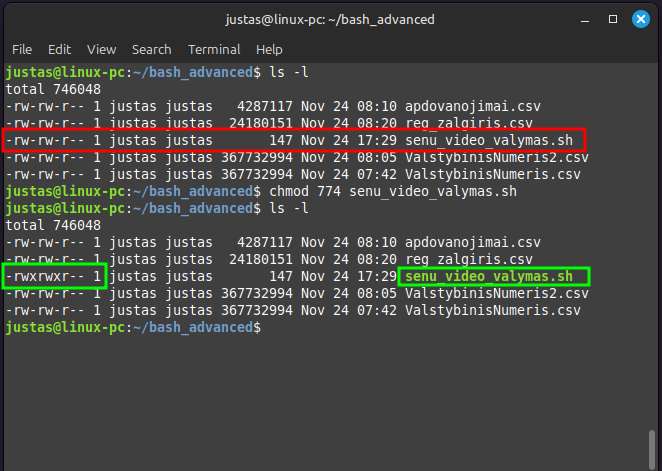 justas@linux-pc: ~/bash_advanced
File Edit View Search Terminal Help
justas@linux-pc:~/bash_advanced$ ls -l
total 746048
-rw-rw-r-- 1 justas justas   4287117 Nov 24 08:10 apdovanojimai.csv
-rw-rw-r-- 1 justas justas  24180151 Nov 24 08:20 reg_zalgiris.csv
-rw-rw-r-- 1 justas justas       147 Nov 24 17:29 senu_video_valymas.sh
-rw-rw-r-- 1 justas justas 367732994 Nov 24 08:05 ValstybinisNumeris2.csv
-rw-rw-r-- 1 justas justas 367732994 Nov 24 07:42 ValstybinisNumeris.csv
justas@linux-pc:~/bash_advanced$ chmod 774 senu_video_valymas.sh
justas@linux-pc:~/bash_advanced$ ls -l
total 746048
-rw-rw-r-- 1 justas justas   4287117 Nov 24 08:10 apdovanojimai.csv
-rw-rw-r-- 1 justas justas  24180151 Nov 24 08:20 reg_zalgiris.csv
-rwxrwxr-- 1 justas justas       147 Nov 24 17:29 senu_video_valymas.sh
-rw-rw-r-- 1 justas justas 367732994 Nov 24 08:05 ValstybinisNumeris2.csv
-rw-rw-r-- 1 justas justas 367732994 Nov 24 07:42 ValstybinisNumeris.csv
justas@linux-pc:~/bash_advanced$